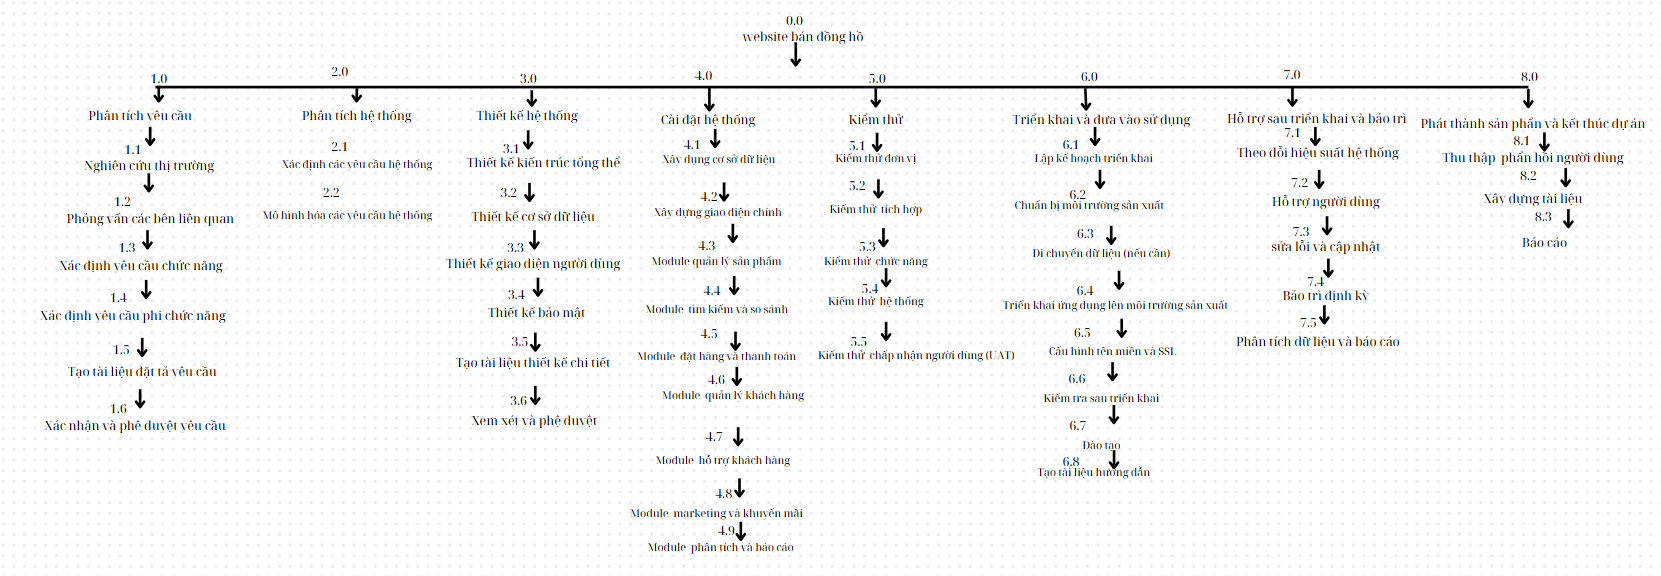 0.0
website bán đồng hồ
1.0
Phân tích yêu cầu
1.1
Nghiên cứu thị trường
1.2
Phỏng vấn các bên liên quan
1.3
Xác định yêu cầu chức năng
1.4
Xác định yêu cầu phi chức năng
1.5
Tạo tài liệu đặt tả yêu cầu
1.6
Xác nhận và phê duyệt yêu cầu
2.0
Phân tích hệ thống
2.1
Xác định các yêu cầu hệ thống
2.2
Mô hình hóa các yêu cầu hệ thống
3.0
Thiết kế hệ thống
3.1
Thiết kế kiến trúc tổng thể
3.2
Thiết kế cơ sở dữ liệu
3.3
Thiết kế giao diện người dùng
3.4
Thiết kế bảo mật
3.5
Tạo tài liệu thiết kế chi tiết
3.6
Xem xét và phê duyệt
4.0
Cài đặt hệ thống
4.1
Xây dụng cơ sở dữ liệu
4.2
Xây dựng giao diện chính
4.3
Module quản lý sản phẩm
4.4
Module tìm kiếm và so sánh
4.5
Module đặt hàng và thanh toán
4.6
Module quản lý khách hàng
4.7
Module hỗ trợ khách hàng
4.8
Module marketing và khuyến mãi
4.9
Module phân tích và báo cáo
5.0
Kiểm thử
5.1
Kiểm thử đơn vị
5.2
Kiểm thử tích hợp
5.3
Kiểm thử chức năng
5.4
Kiểm thử hệ thống
5.5
Kiểm thử chấp nhận người dùng (UAT)
6.0
Triển khai và đưa vào sử dụng
6.1
Lập kế hoạch triển khai
6.2
Chuẩn bị môi trường sản xuất
6.3
Di chuyển dữ liệu (nếu cần)
6.4
Triển khai ứng dụng lên môi trường sản xuất
6.5
Cấu hình tên miền và SSL
6.6
Kiểm tra sau triển khai
6.7
Đào tạo
6.8
Tạo tài liệu hướng dẫn
7.0
Hỗ trợ sau triển khai và bảo trì
7.1
Theo dõi hiệu suất hệ thống
7.2
Hỗ trợ người dùng
7.3
sửa lỗi và cập nhật
7.4
Bảo trì định kỳ
7.5
Phân tích dữ liệu và báo cáo
8.0
Phát thành sản phẩn và kết thúc dự án
8.1
Thu thập phẩn hồi người dùng
8.2
Xây dựng tài liệu
8.3
Báo cáo